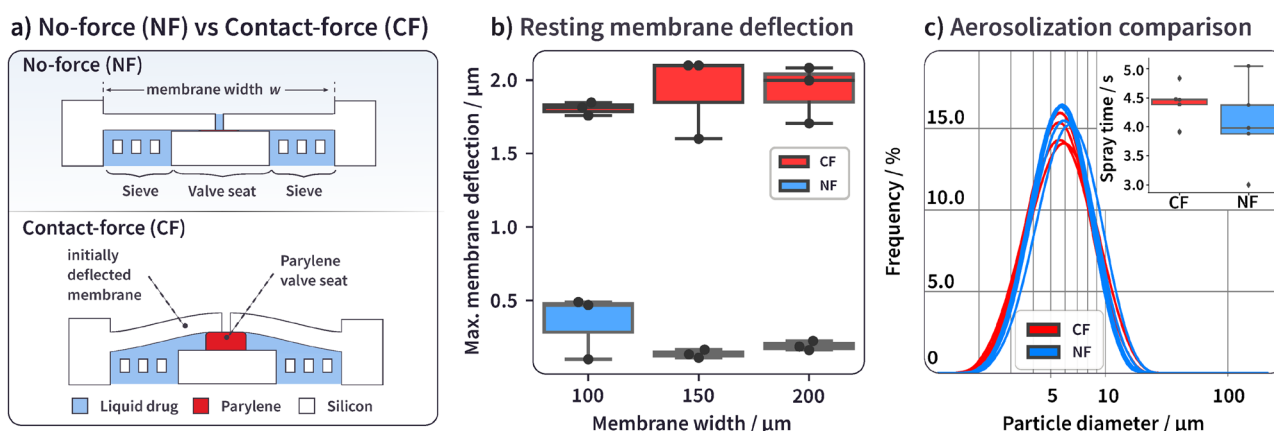 a) No-force (NF) vs Contact-force (CF)
No-force (NF)
membrane width w
Sieve
Valve seat
Sieve
Contact-force (CF)
initially
deflected
membrane
Parylene
valve seat
Liquid drug
Parylene
Silicon
b) Resting membrane deflection
Max. membrane deflection / μm
2.0
1.5
1.0
0.5
CF
NF
100
150
200
Membrane width / μm
c) Aerosolization comparison
Frequency / %
15.0
10.0
5.0
0
Spray time / s
5.0
4.5
4.0
3.5
3.0
CF
NF
CF
NF
5
10
100
Particle diameter / μm